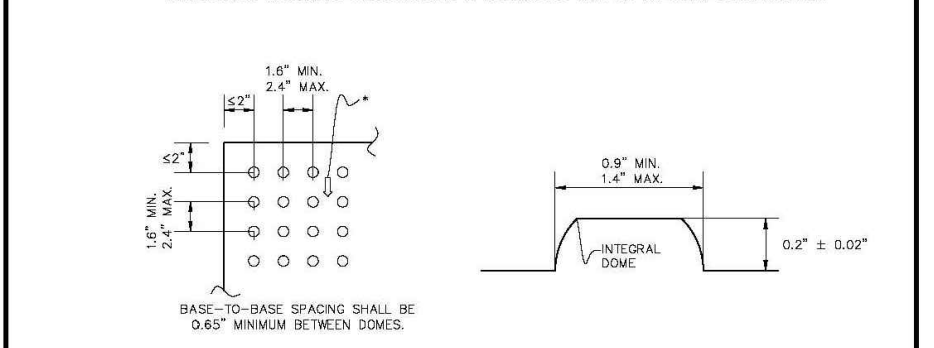 1.6" MIN.
2.4" MAX.
≤2"
*
≤2"
1.6" MIN.
2.4" MAX.
BASE-TO-BASE SPACING SHALL BE
0.65" MINIMUM BETWEEN DOMES.
0.9" MIN.
1.4" MAX.
INTEGRAL
DOME
0.2" ± 0.02"